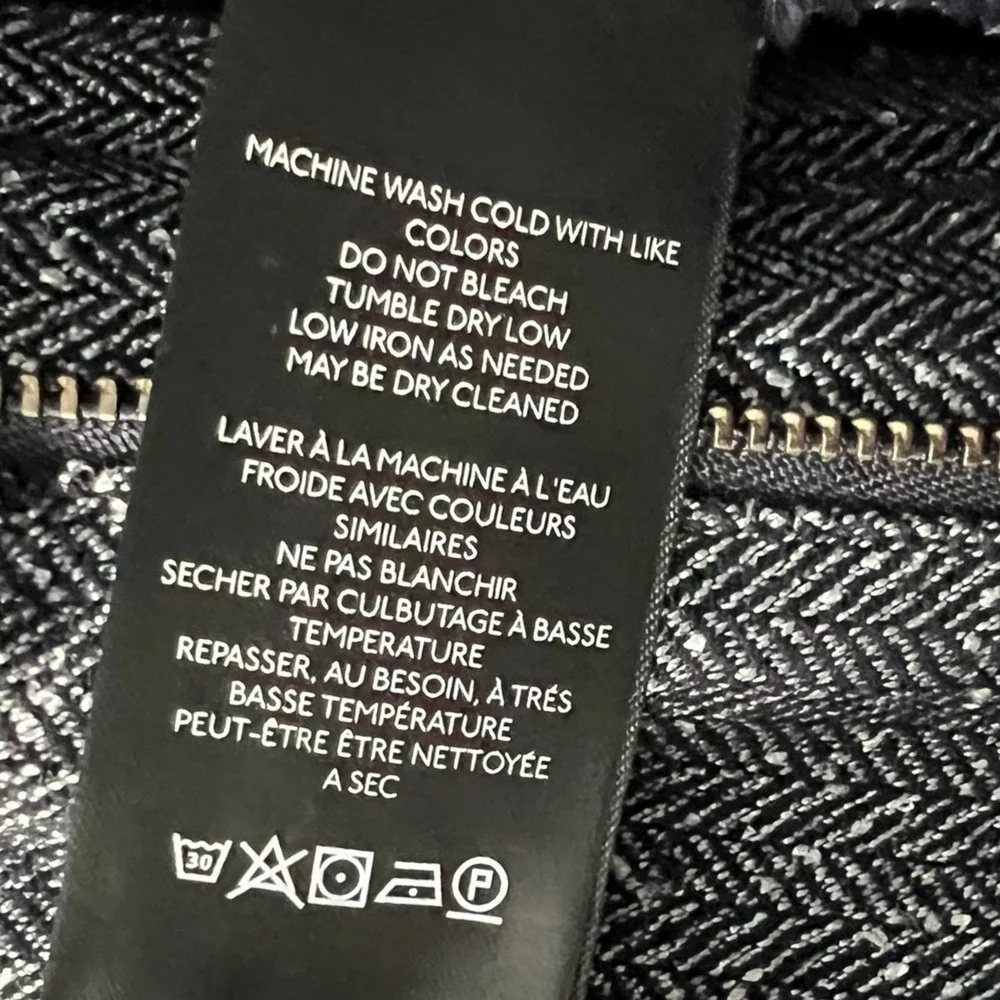 MACHINE WASH COLD WITH LIKE
COLORS
DO NOT BLEACH
TUMBLE DRY LOW
LOW IRON AS NEEDED
MAY BE DRY CLEANED
LAVER À LA MACHINE À L'EAU
FROIDE AVEC COULEURS
SIMILAIRES
NE PAS BLANCHIR
SECHER PAR CULBUTAGE À BASSE
TEMPERATURE
REPASSER, AU BESOIN, À TRÉS
BASSE TEMPÉRATURE
PEUT-ÊTRE ÊTRE NETTOYÉE
A SEC
30 P